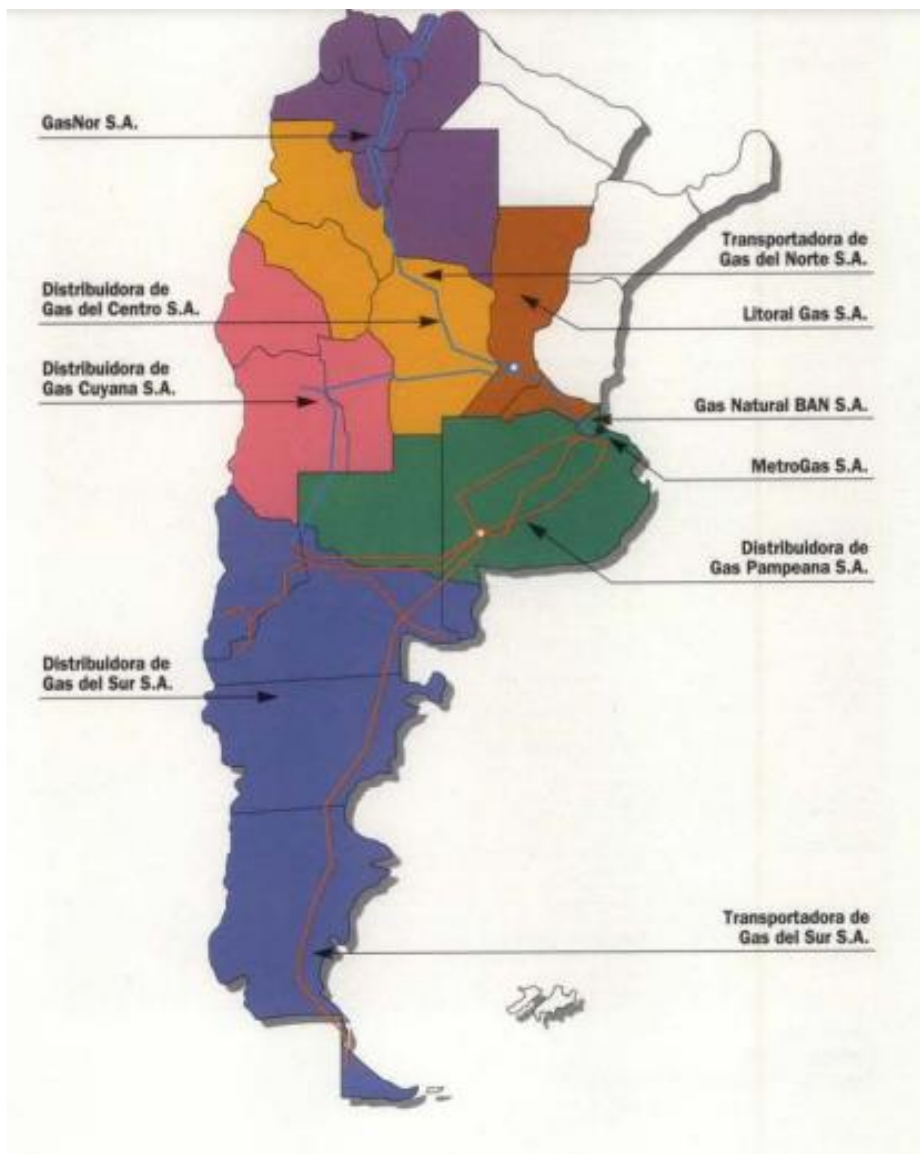 GasNor S.A.
Transportadora de
Gas del Norte S.A.
Distribuidora de
Gas del Centro S.A.
Litoral Gas S.A.
Distribuidora de
Gas Cuyana S.A.
Gas Natural BAN S.A.
MetroGas S.A.
Distribuidora de
Gas Pampeana S.A.
Distribuidora de
Gas del Sur S.A.
Transportadora de
Gas del Sur S.A.